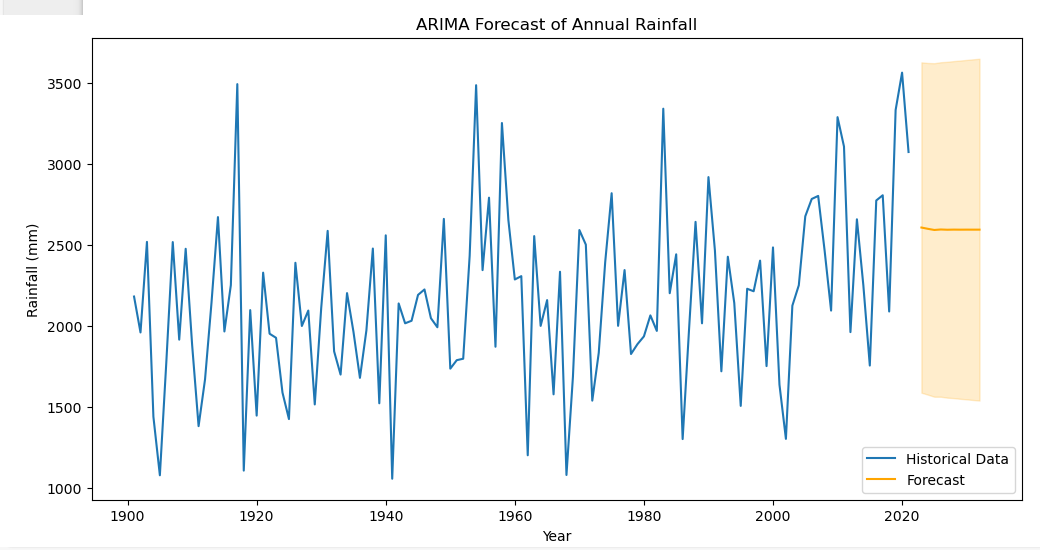 ARIMA Forecast of Annual Rainfall
3500
3000
2500
2000
1500
1000
Rainfall (mm)
1900
1920
1940
1960
1980
2000
2020
Year
Historical Data
Forecast